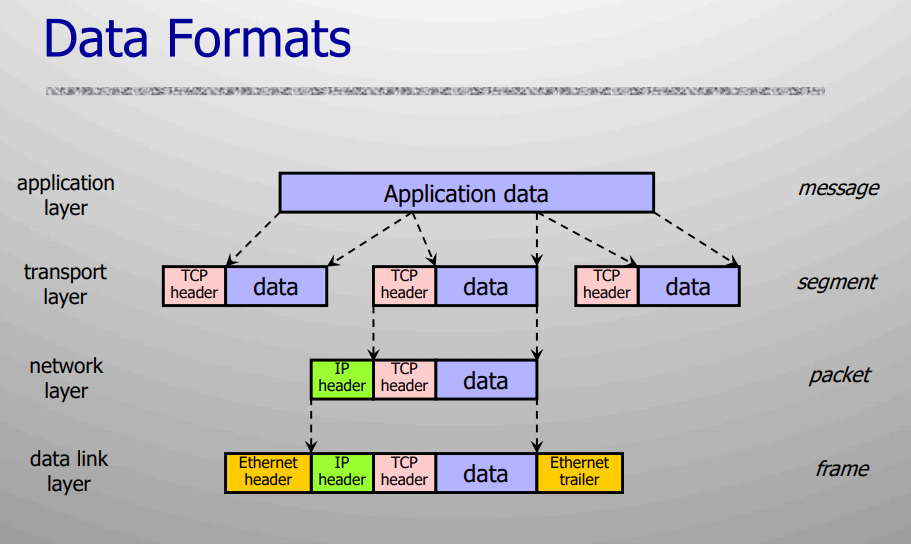 Data Formats
application
layer
Application data
message
transport
layer
TCP
header
data
TCP
header
data
TCP
header
data
segment
network
layer
IP
header
TCP
header
data
packet
data link
layer
Ethernet
header
IP
header
TCP
header
data
Ethernet
trailer
frame